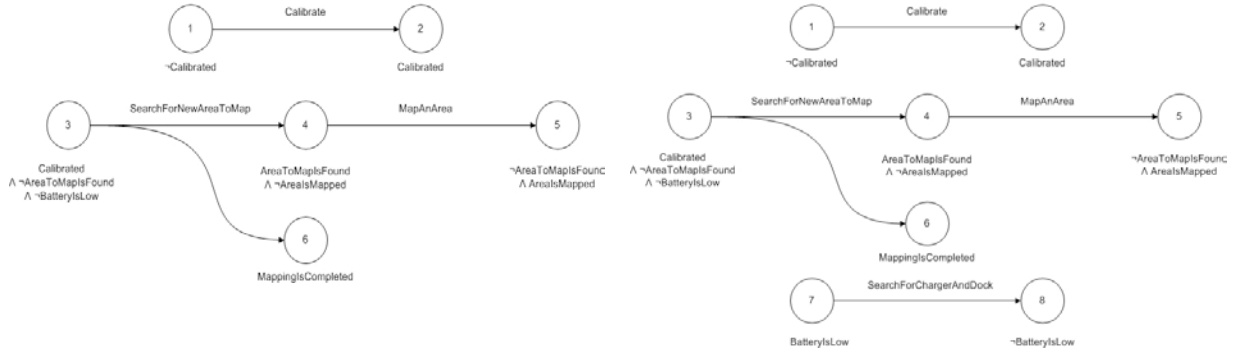 Calibrate
1
2
¬Calibrated
Calibrated
SearchForNewAreaToMap
MapAnArea
3
4
5
Calibrated
Λ ¬AreaToMapIsFound
Λ ¬BatteryIsLow
AreaToMapIsFound
Λ ¬AreaIsMapped
¬AreaToMapIsFound
Λ AreaIsMapped
6
MappingIsCompleted
Calibrate
1
2
¬Calibrated
Calibrated
SearchForNewAreaToMap
MapAnArea
3
4
5
Calibrated
Λ ¬AreaToMapIsFound
Λ ¬BatteryIsLow
AreaToMapIsFound
Λ ¬AreaIsMapped
¬AreaToMapIsFound
Λ AreaIsMapped
6
MappingIsCompleted
SearchForChargerAndDock
7
8
BatteryIsLow
¬BatteryIsLow